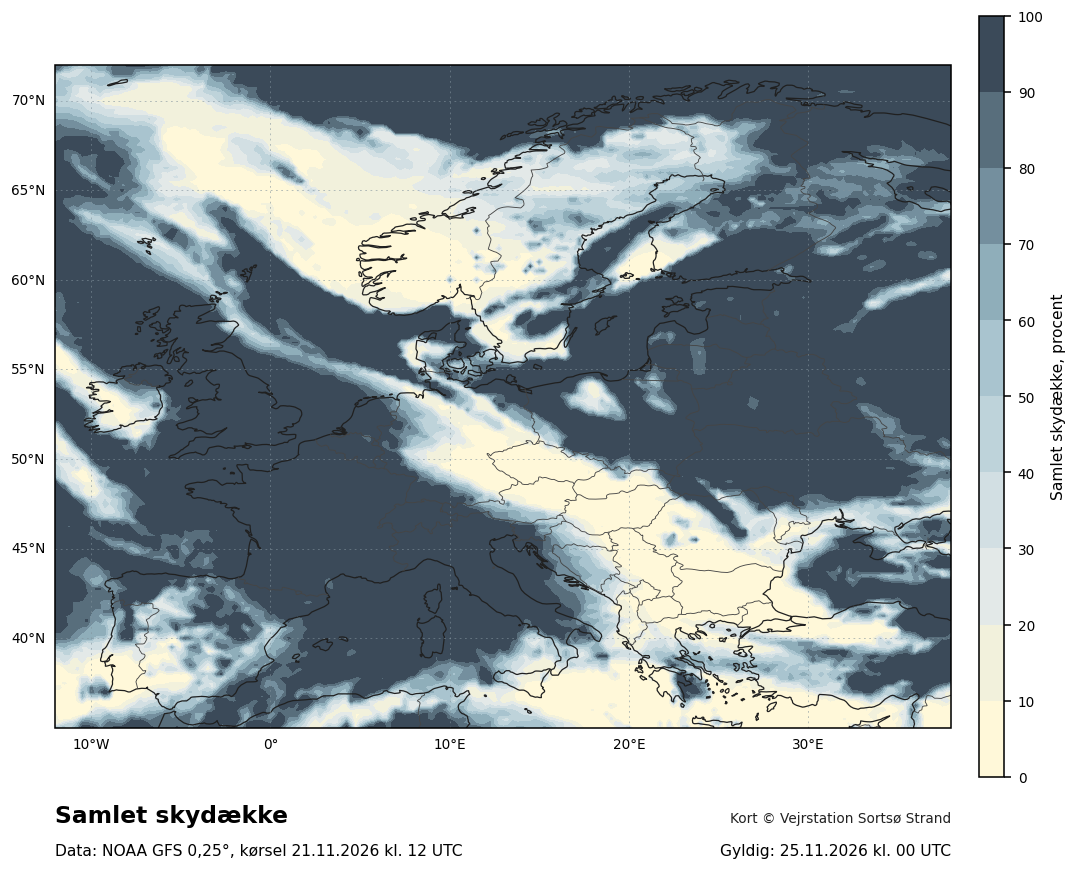 100
90
80
70
60
50
40
30
20
10
0
Samlet skydække, procent
70°N
65°N
60°N
55°N
50°N
45°N
40°N
10°W
0°
10°E
20°E
30°E
Samlet skydække
Kort © Vejrstation Sortsø Strand
Data: NOAA GFS 0,25°, kørsel 21.11.2026 kl. 12 UTC
Gyldig: 25.11.2026 kl. 00 UTC